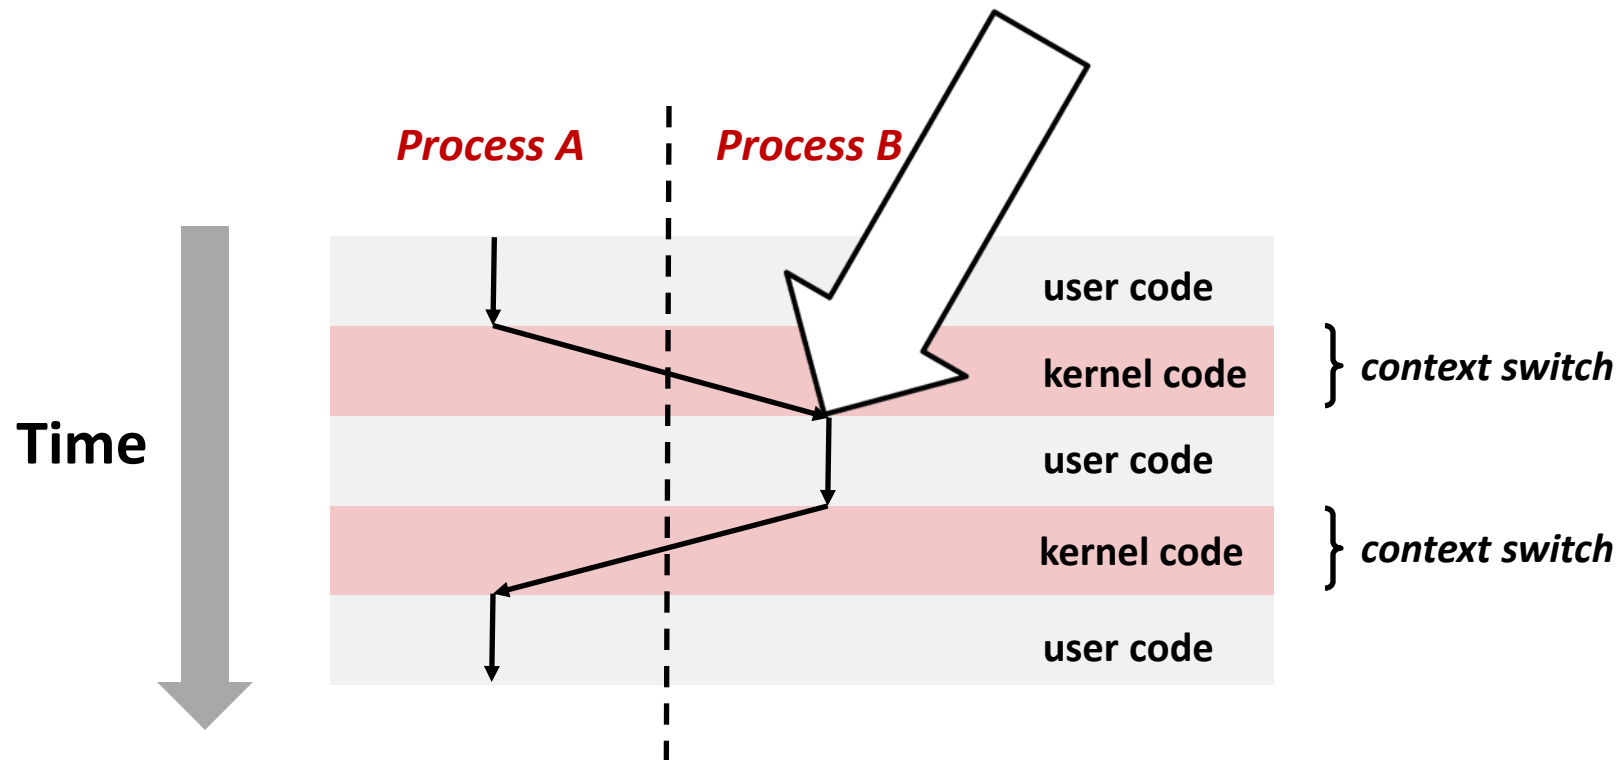 Process A
Process B
user code
kernel code
context switch
Time
user code
kernel code
context switch
user code